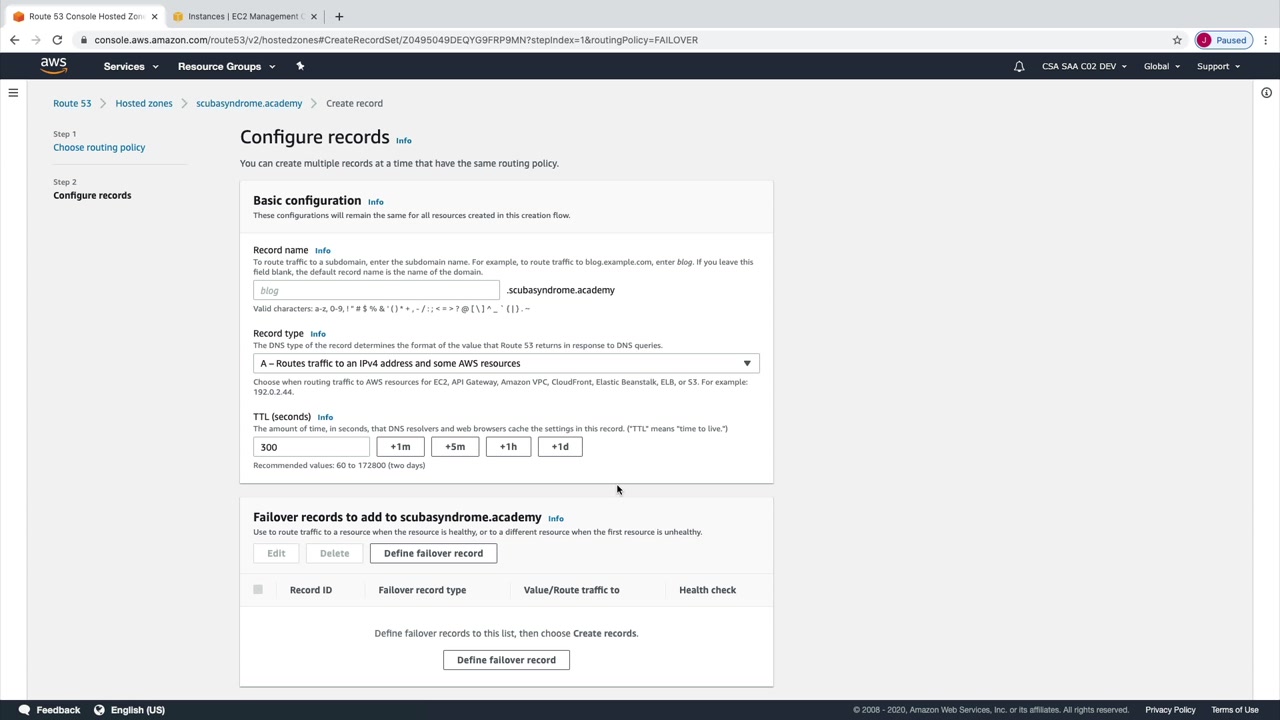 Route 53 Console Hosted Zon
Instances | EC2 Management C
console.aws.amazon.com/route53/v2/hostedzones#CreateRecordSet/Z0495049DEQYG9FRP9MN?stepIndex=1&routingPolicy=FAILOVER
J Paused
aws Services Resource Groups CSA SAA C02 DEV Global Support
Route 53 Hosted zones scubasyndrome.academy Create record
Step 1
Choose routing policy
Step 2
Configure records
Configure records Info
You can create multiple records at a time that have the same routing policy.
Basic configuration Info
These configurations will remain the same for all resources created in this creation flow.
Record name Info
To route traffic to a subdomain, enter the subdomain name. For example, to route traffic to blog.example.com, enter blog. If you leave this
field blank, the default record name is the name of the domain.
blog .scubasyndrome.academy
Valid characters: a-z, 0-9, ! " # $ % & ' ( ) * + , - / : ; < = > ? @ [ \ ] ^ _ ` { | } . ~
Record type Info
The DNS type of the record determines the format of the value that Route 53 returns in response to DNS queries.
A – Routes traffic to an IPv4 address and some AWS resources
Choose when routing traffic to AWS resources for EC2, API Gateway, Amazon VPC, CloudFront, Elastic Beanstalk, ELB, or S3. For example:
192.0.2.44.
TTL (seconds) Info
The amount of time, in seconds, that DNS resolvers and web browsers cache the settings in this record. ("TTL" means "time to live.")
300 +1m +5m +1h +1d
Recommended values: 60 to 172800 (two days)
Failover records to add to scubasyndrome.academy Info
Use to route traffic to a resource when the resource is healthy, or to a different resource when the first resource is unhealthy.
Edit Delete Define failover record
Record ID Failover record type Value/Route traffic to Health check
Define failover records to this list, then choose Create records.
Define failover record
Feedback English (US) © 2008 - 2020, Amazon Web Services, Inc. or its affiliates. All rights reserved. Privacy Policy Terms of Use